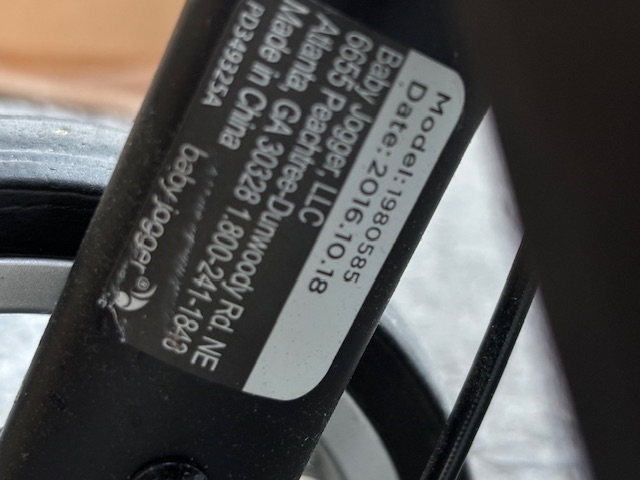 Model:1980585
Date:2016.10.18
Baby Jogger, LLC
6655 Peachtree-Dunwoody Rd. NE
Atlanta, GA 30328 1.800-241-1848
Made in China
PD349325A
baby jogger®